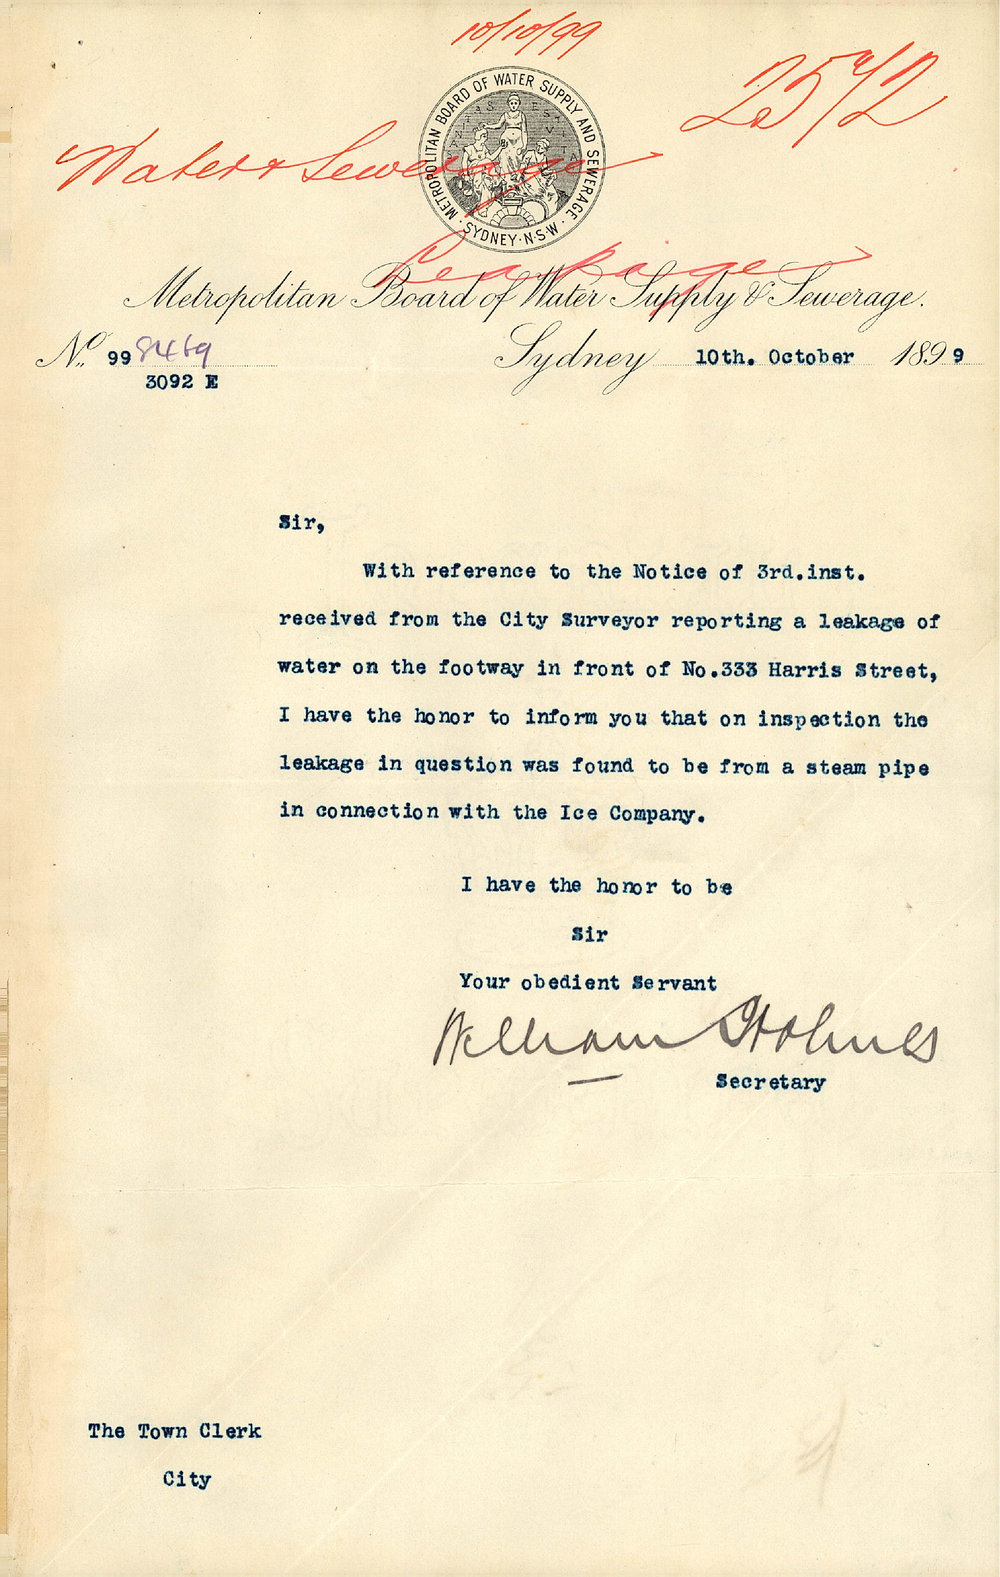 10/10/99
2572
Water & Sewerage
Leakage
METROPOLITAN BOARD OF WATER SUPPLY AND SEWERAGE
SYDNEY·N·S·W·
Metropolitan Board of Water Supply & Sewerage.
No. 99 8469
3092 E
Sydney 10th. October 1899
Sir,
With reference to the Notice of 3rd.inst.
received from the City Surveyor reporting a leakage of
water on the footway in front of No.333 Harris Street,
I have the honor to inform you that on inspection the
leakage in question was found to be from a steam pipe
in connection with the Ice Company.
I have the honor to be
Sir
Your obedient Servant
William Holmes
Secretary
The Town Clerk
City